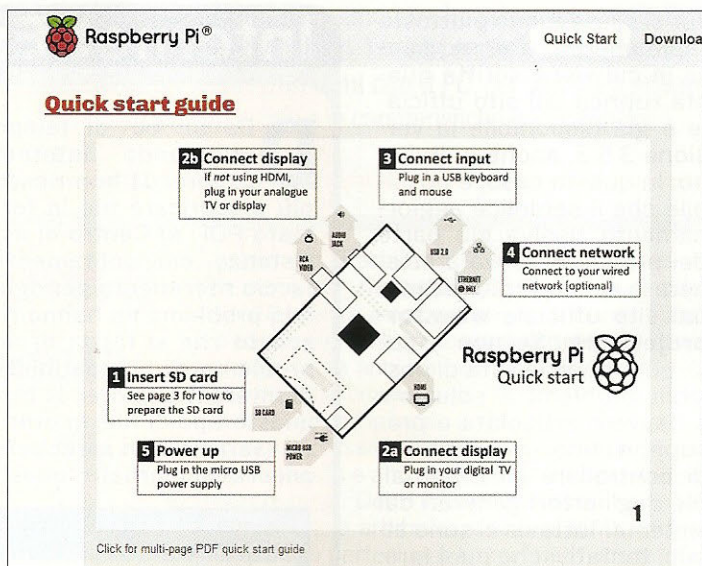 Raspberry Pi®
Quick Start Downloa
Quick start guide
2b Connect display
If not using HDMI,
plug in your analogue
TV or display
3 Connect input
Plug in a USB keyboard
and mouse
RCA
VIDEO
AUDIO
JACK
USB 2.0
ETHERNET
4 Connect network
Connect to your wired
network [optional]
Raspberry Pi
Quick start
1 Insert SD card
See page 3 for how to
prepare the SD card
SD CARD
MICRO USB
POWER
HDMI
5 Power up
Plug in the micro USB
power supply
2a Connect display
Plug in your digital TV
or monitor
1
Click for multi-page PDF quick start guide